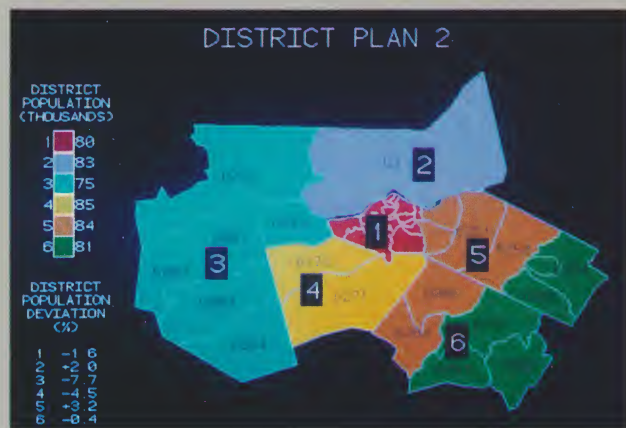 DISTRICT PLAN 2
DISTRICT
POPULATION
(THOUSANDS)
1 80
2 83
3 75
4 85
5 84
6 81
DISTRICT
POPULATION
DEVIATION
(%)
1 -1.6
2 +2.0
3 -7.7
4 -4.5
5 +3.2
6 -0.4
2
1
5
3
4
6